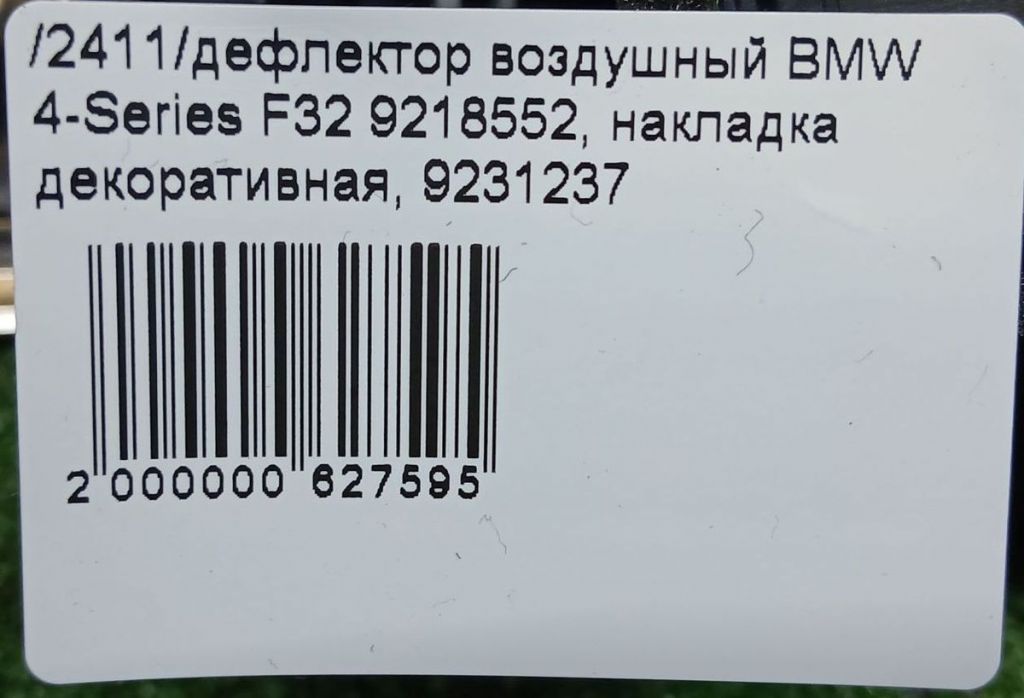 /2411/дефлектор воздушный BMW
4-Series F32 9218552, накладка
декоративная, 9231237
2 000000 627595